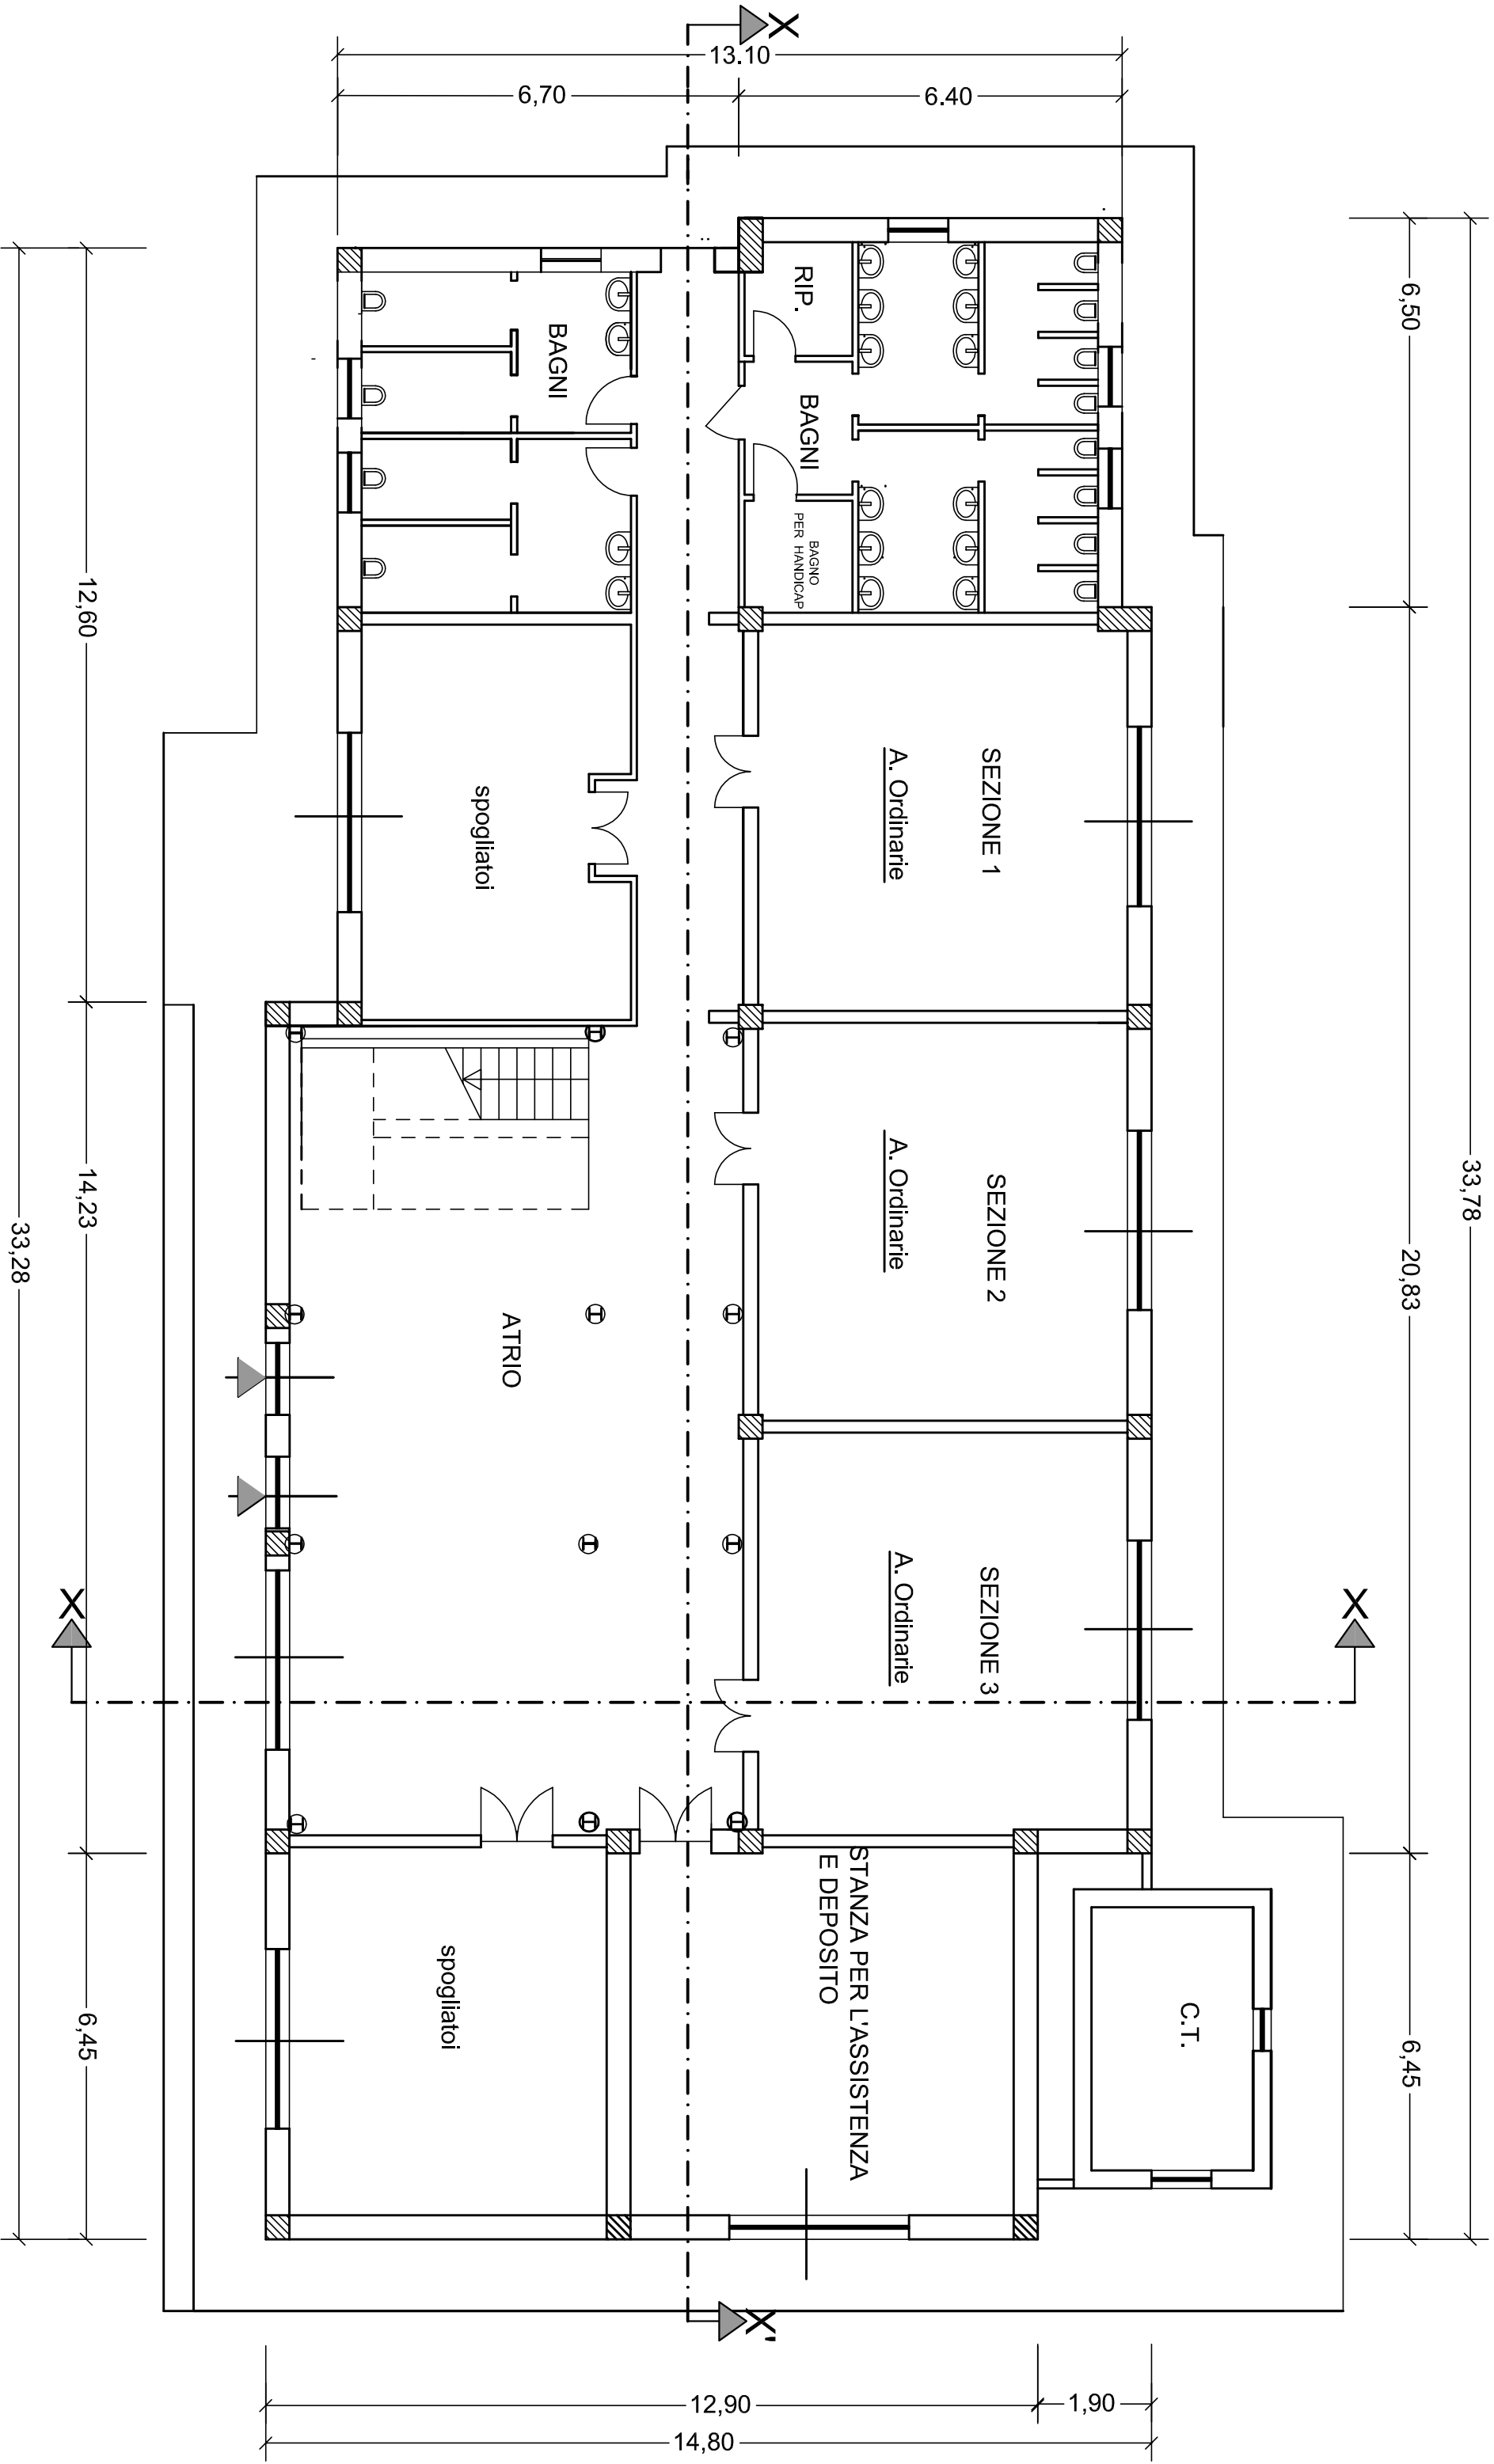 X
13.10
6,70
6.40
6,50
33,78
20,83
6,45
12,60
14,23
6,45
33,28
RIP.
BAGNI
BAGNI
BAGNO
PER HANDICAP
SEZIONE 1
A. Ordinarie
spogliatoi
SEZIONE 2
A. Ordinarie
ATRIO
SEZIONE 3
A. Ordinarie
X
X
STANZA PER L'ASSISTENZA
E DEPOSITO
spogliatoi
C.T.
X'
12,90
1,90
14,80